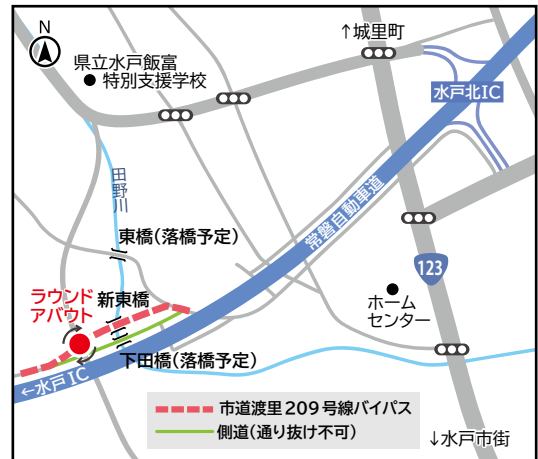 N
↑城里町
県立水戸飯富
特別支援学校
水戸北IC
田野川
東橋(落橋予定)
常磐自動車道
123
ラウンド
アバウト
新東橋
ホーム
センター
下田橋(落橋予定)
←水戸IC
市道渡里209号線バイパス
側道(通り抜け不可)
↓水戸市街